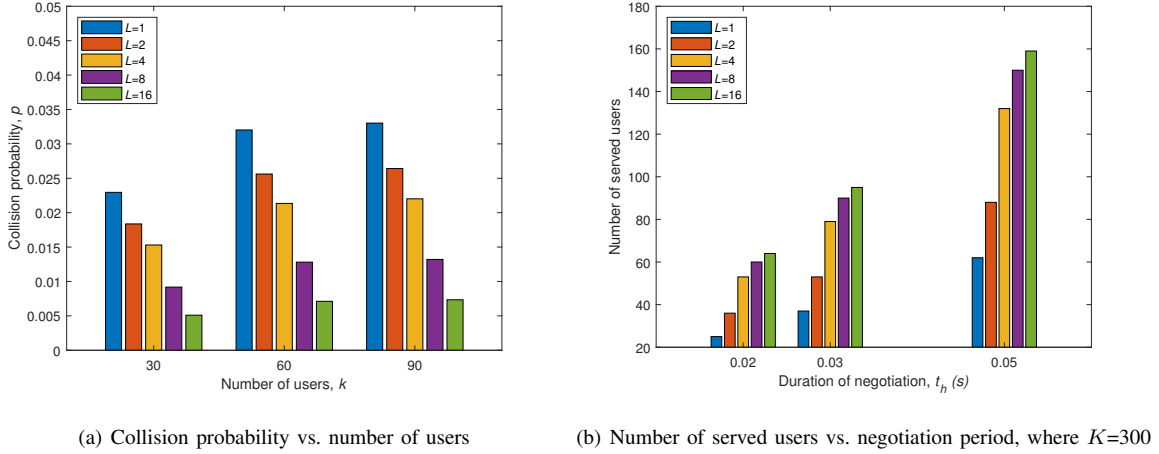 0.05
0.045
0.04
0.035
0.03
0.025
0.02
0.015
0.01
0.005
0
Collision probability, p
L=1
L=2
L=4
L=8
L=16
30
60
90
Number of users, k
(a) Collision probability vs. number of users
180
160
140
120
100
80
60
40
20
Number of served users
L=1
L=2
L=4
L=8
L=16
0.02
0.03
0.05
Duration of negotiation, t_h (s)
(b) Number of served users vs. negotiation period, where K=300